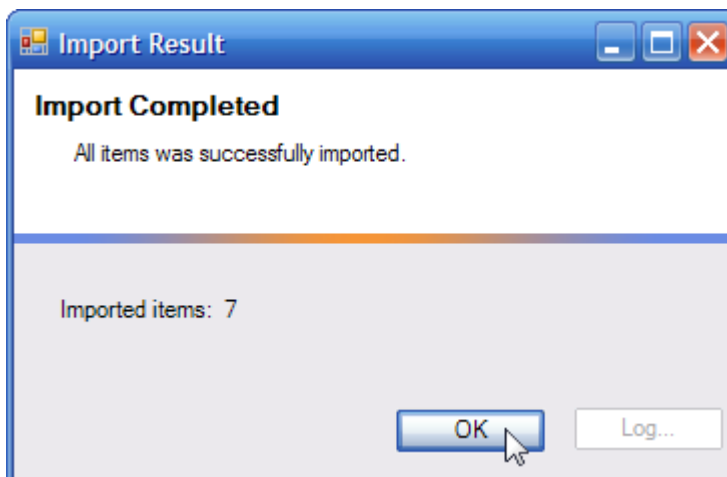 Import Result
Import Completed
All items was successfully imported.
Imported items: 7
OK
Log...